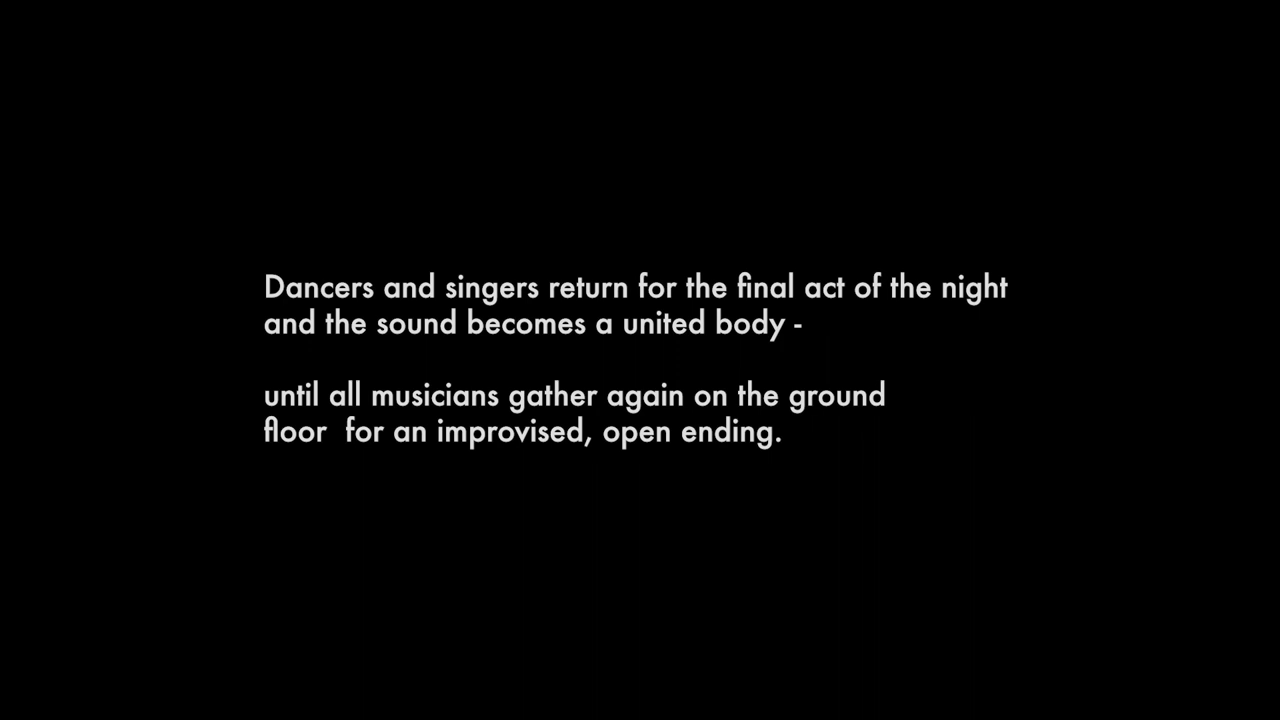 Dancers and singers return for the final act of the night
and the sound becomes a united body -
until all musicians gather again on the ground
floor  for an improvised, open ending.